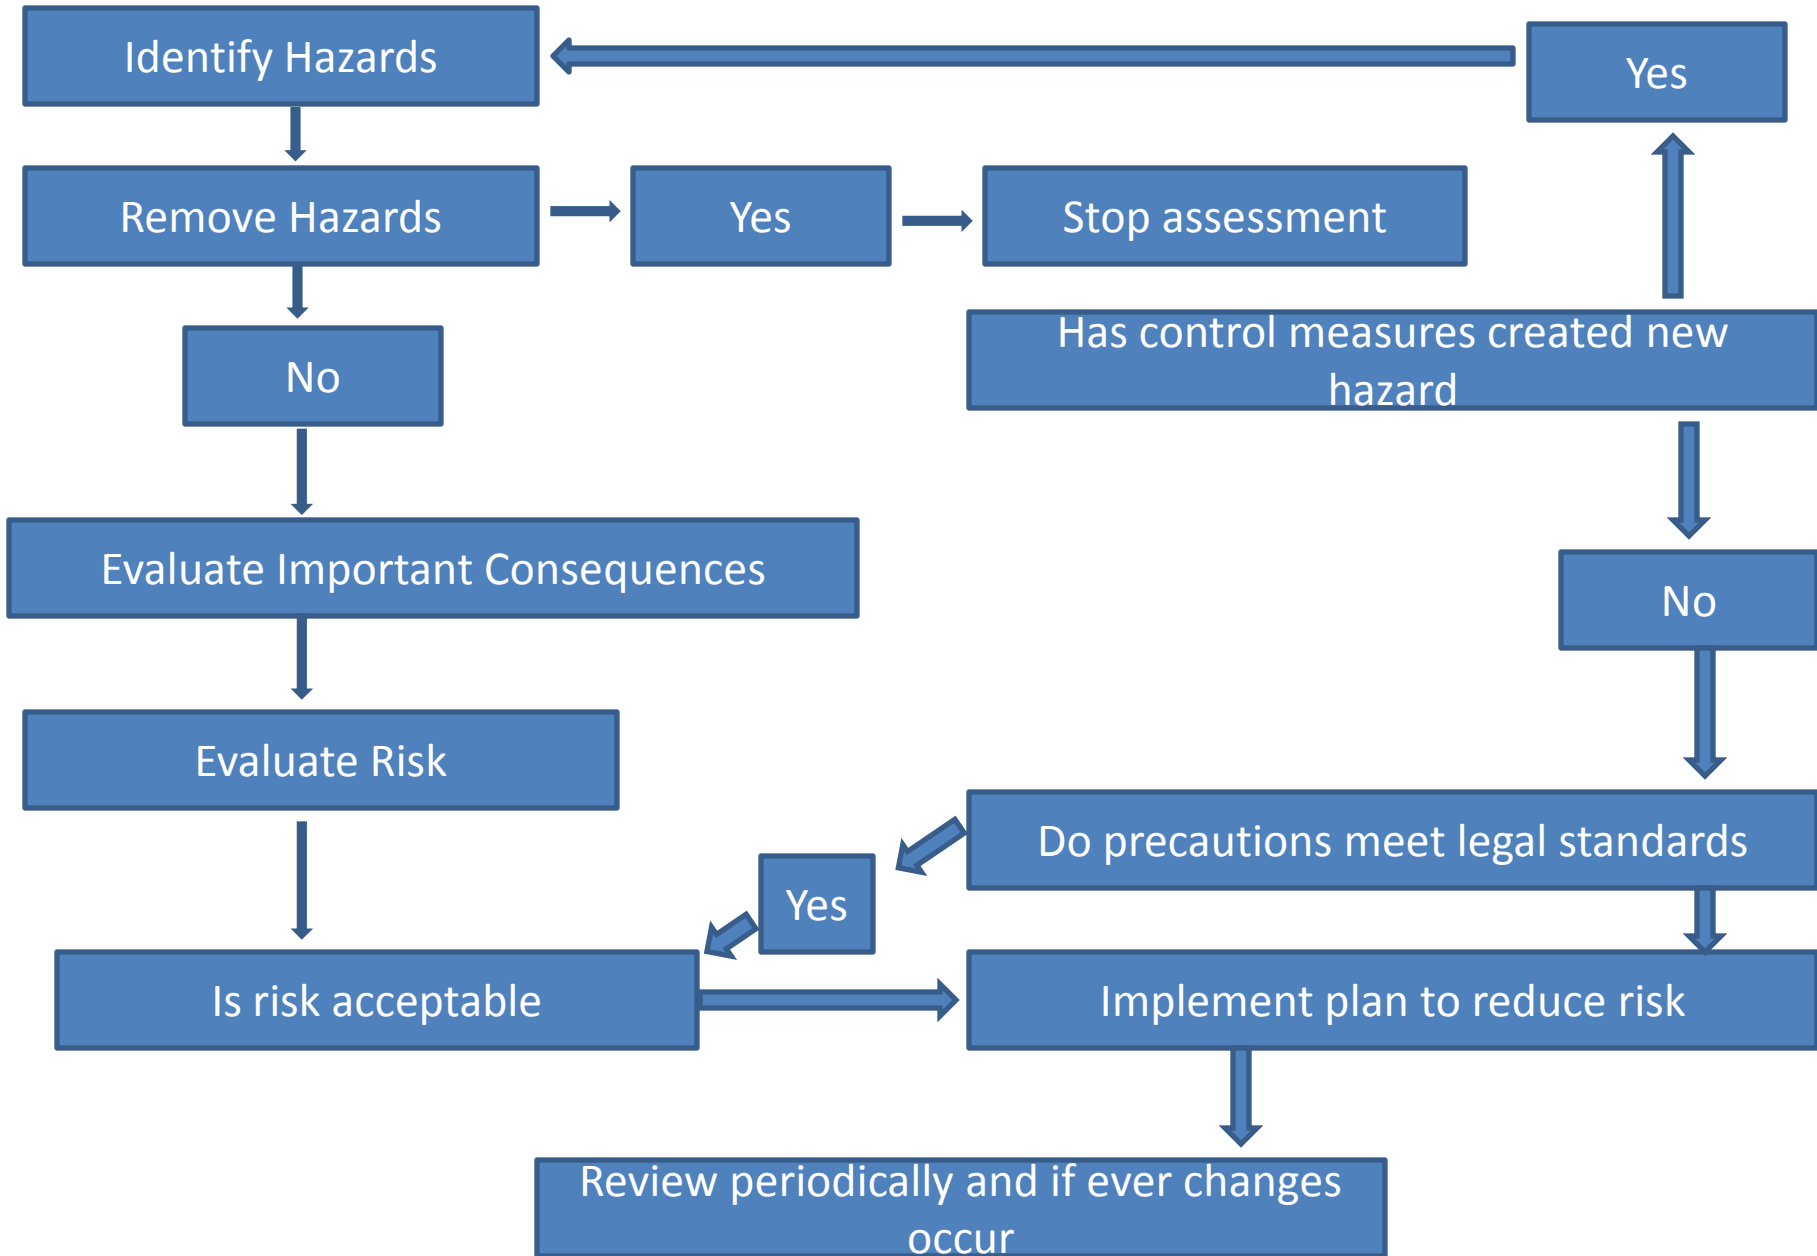 Identify Hazards
Yes
Remove Hazards
Yes
Stop assessment
Has control measures created new
hazard
No
Evaluate Important Consequences
No
Evaluate Risk
Do precautions meet legal standards
Yes
Is risk acceptable
Implement plan to reduce risk
Review periodically and if ever changes
occur